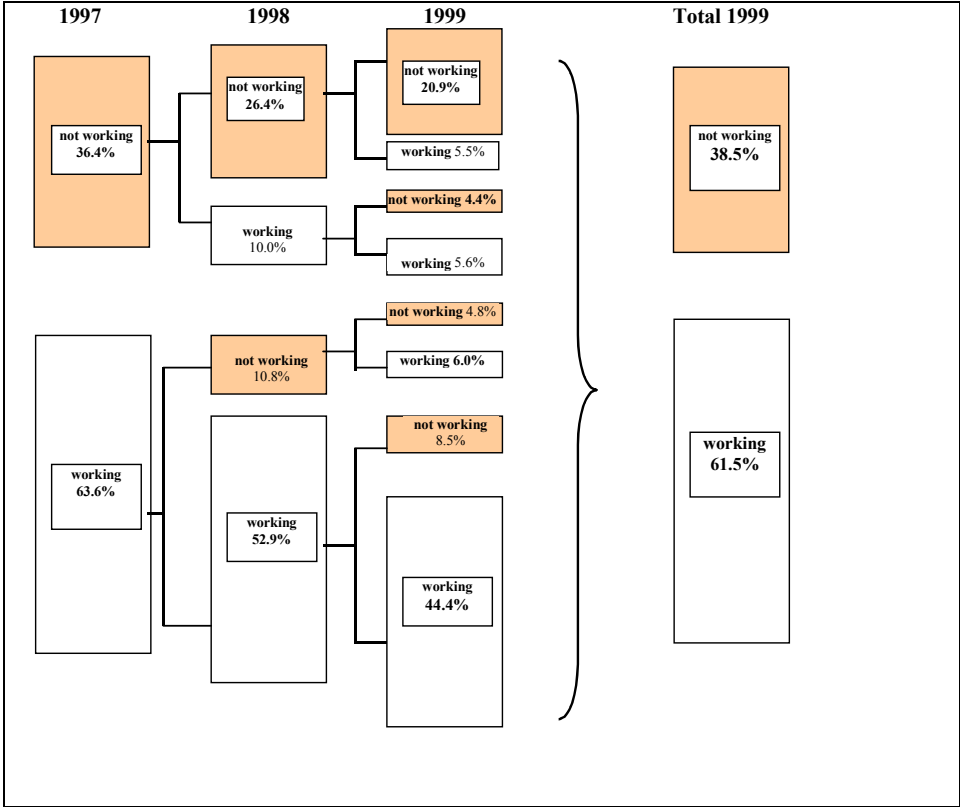 1997
1998
1999
Total 1999
not working
36.4%
not working
26.4%
working
10.0%
not working
20.9%
working 5.5%
not working 4.4%
working 5.6%
working
63.6%
not working
10.8%
working
52.9%
not working 4.8%
working 6.0%
not working
8.5%
working
44.4%
not working
38.5%
working
61.5%